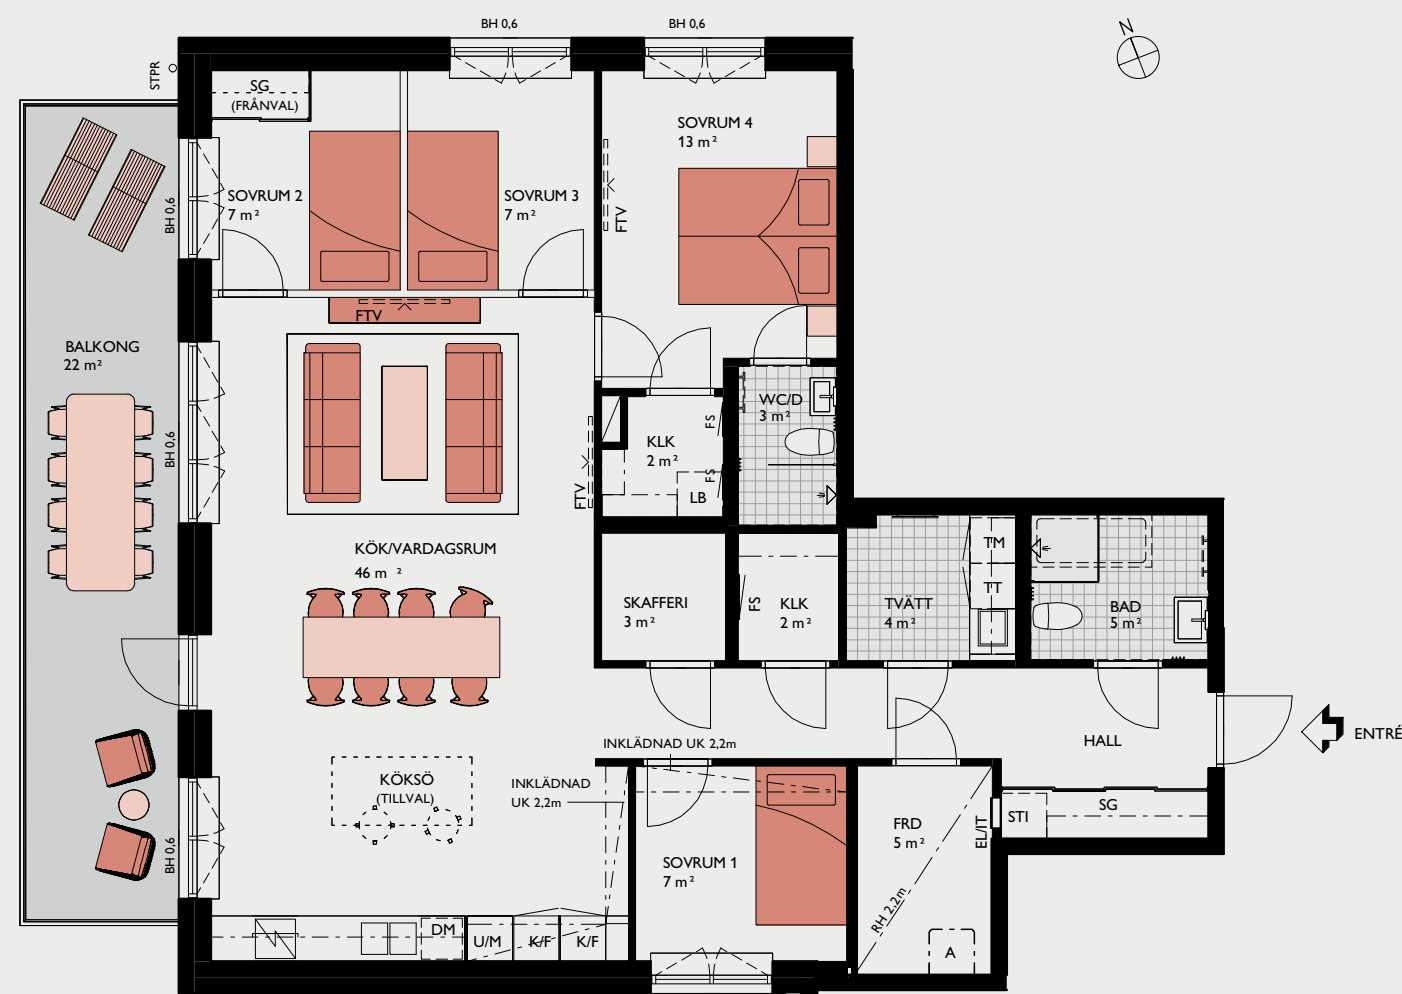 BH 0,6
BH 0,6
N
STPR
SG
(FRÅNVAL)
SOVRUM 4
13 m²
SOVRUM 2
7 m²
SOVRUM 3
7 m²
BH 0,6
FTV
FTV
BALKONG
22 m²
WC/D
3 m²
FS
KLK
2 m²
BH 0,6
FS
LB
FTV
KÖK/VARDAGSRUM
46 m ²
TM
TT
SKAFFERI
3 m²
FS
KLK
2 m²
TVÄTT
4 m²
BAD
5 m²
HALL
ENTRÉ
INKLÄDNAD UK 2,2m
KÖKSÖ
(TILLVAL)
INKLÄDNAD
UK 2,2m
SG
STI
EL/IT
FRD
5 m²
BH 0,6
SOVRUM 1
7 m²
RH 2,2m
DM
U/M
K/F
K/F
A